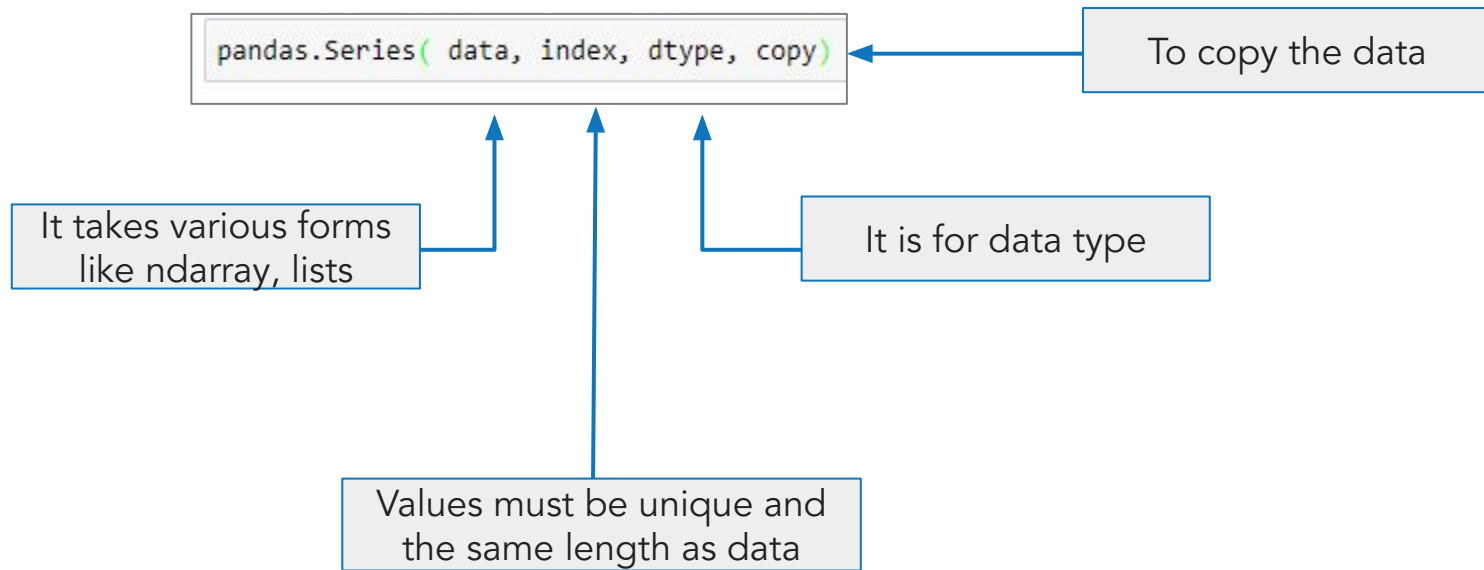 pandas.Series( data, index, dtype, copy)
To copy the data
It takes various forms
like ndarray, lists
It is for data type
Values must be unique and
the same length as data